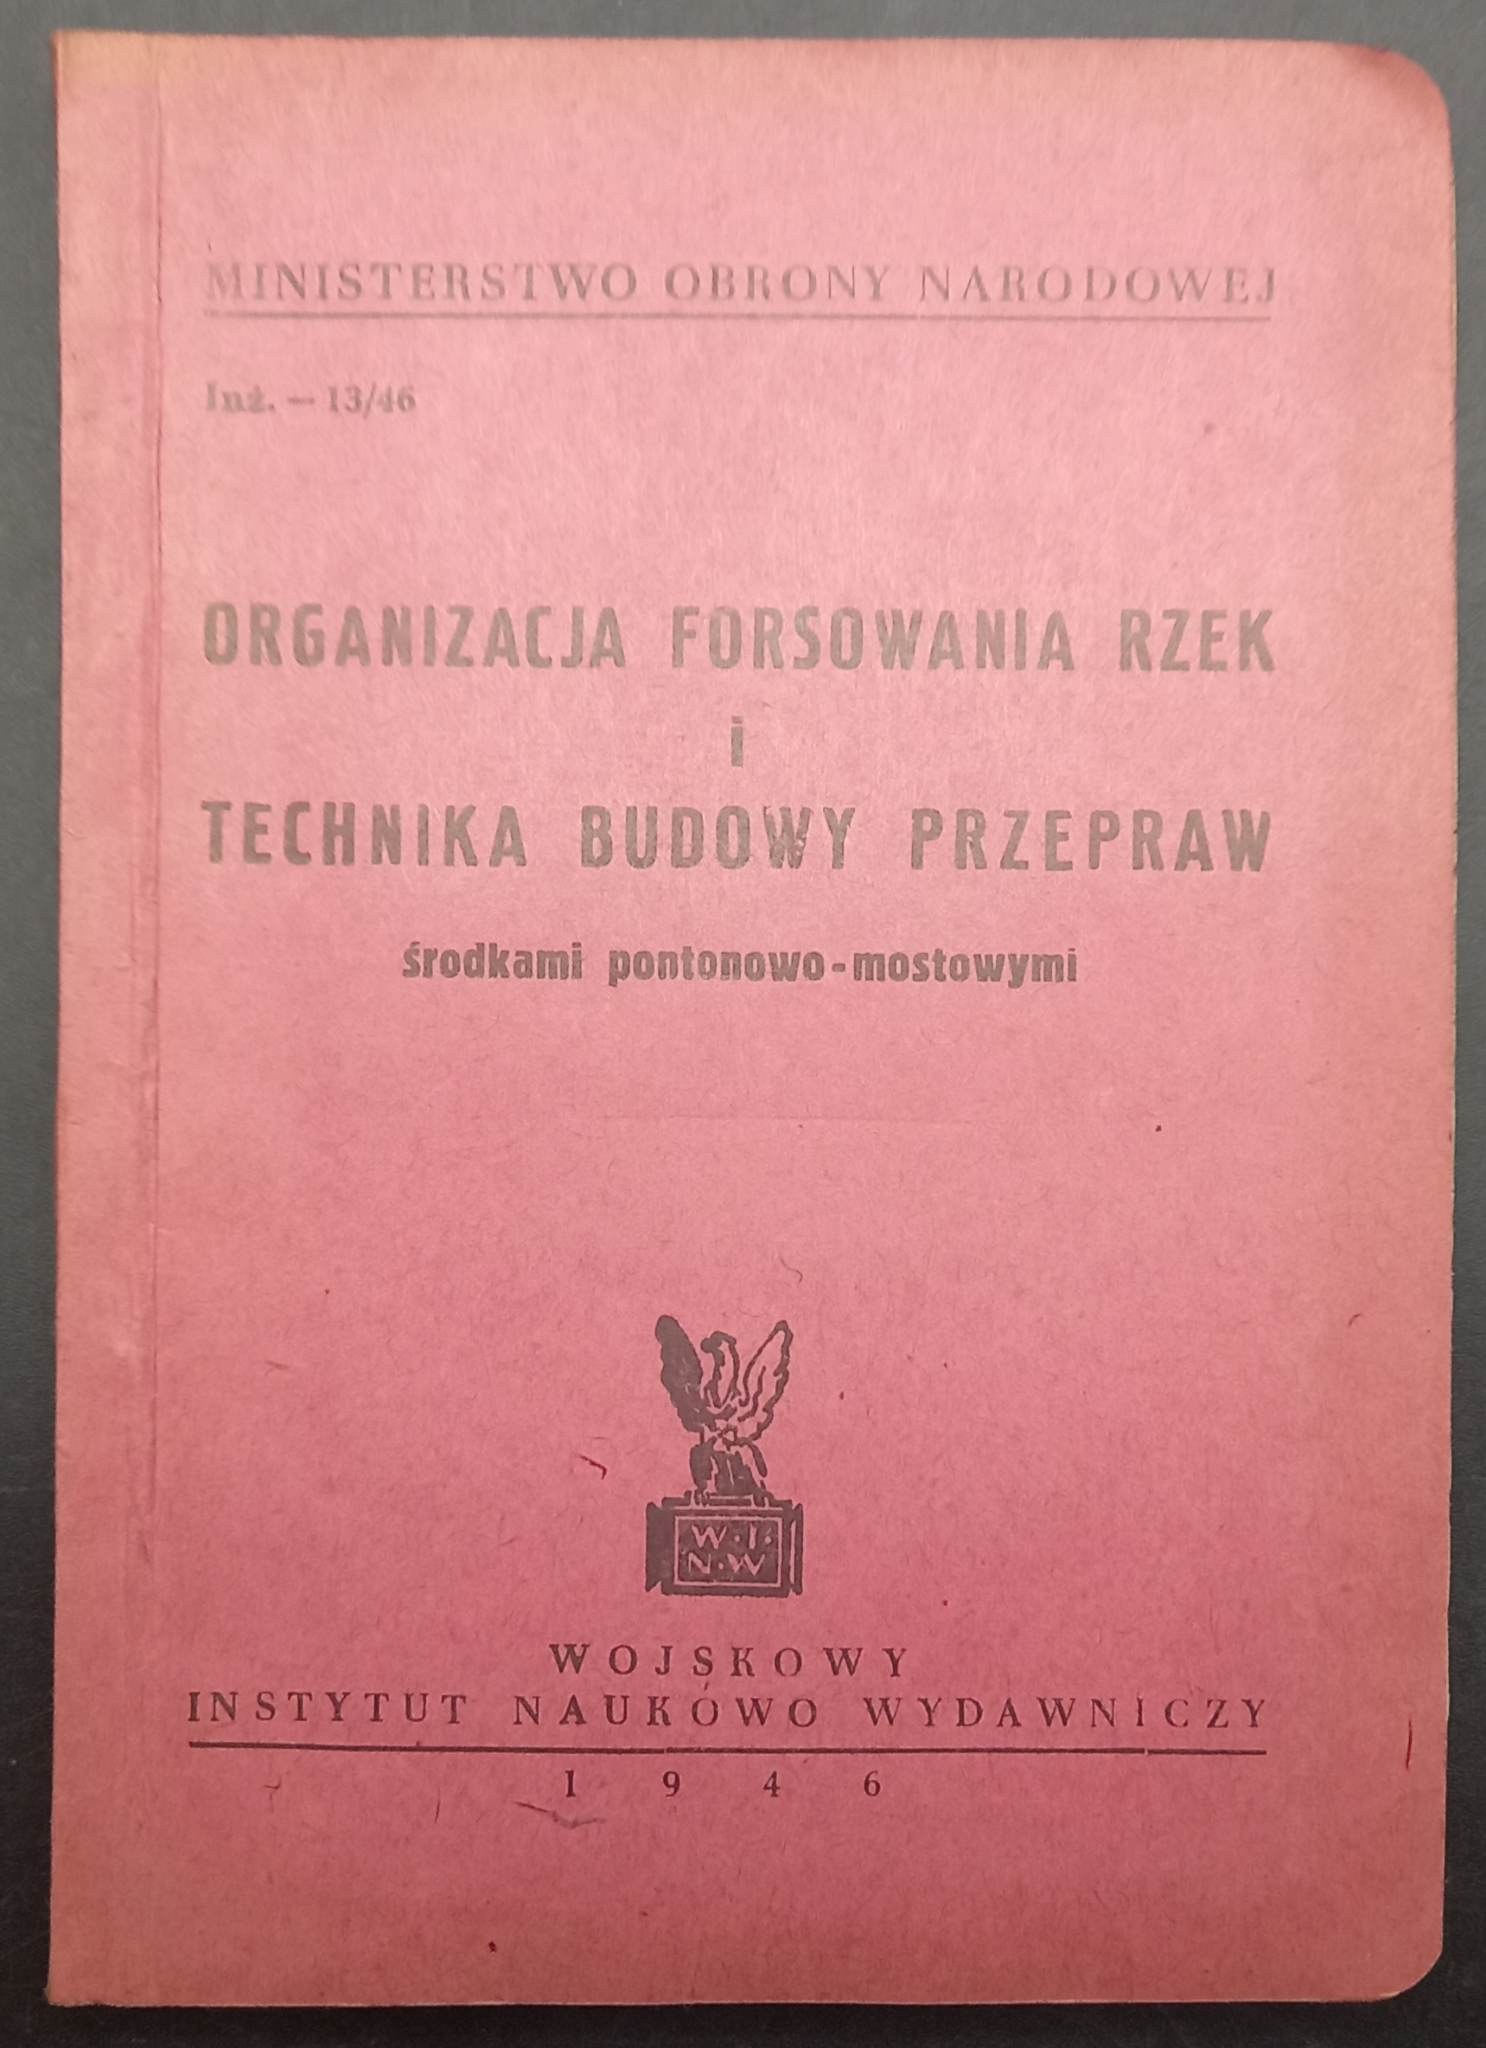 MINISTERSTWO OBRONY NARODOWEJ
Inż. — 13/46
ORGANIZACJA FORSOWANIA RZEK
i
TECHNIKA BUDOWY PRZEPRAW
środkami pontonowo-mostowymi
W·I·
N·W
WOJSKOWY
INSTYTUT NAUKOWO WYDAWNICZY
1946